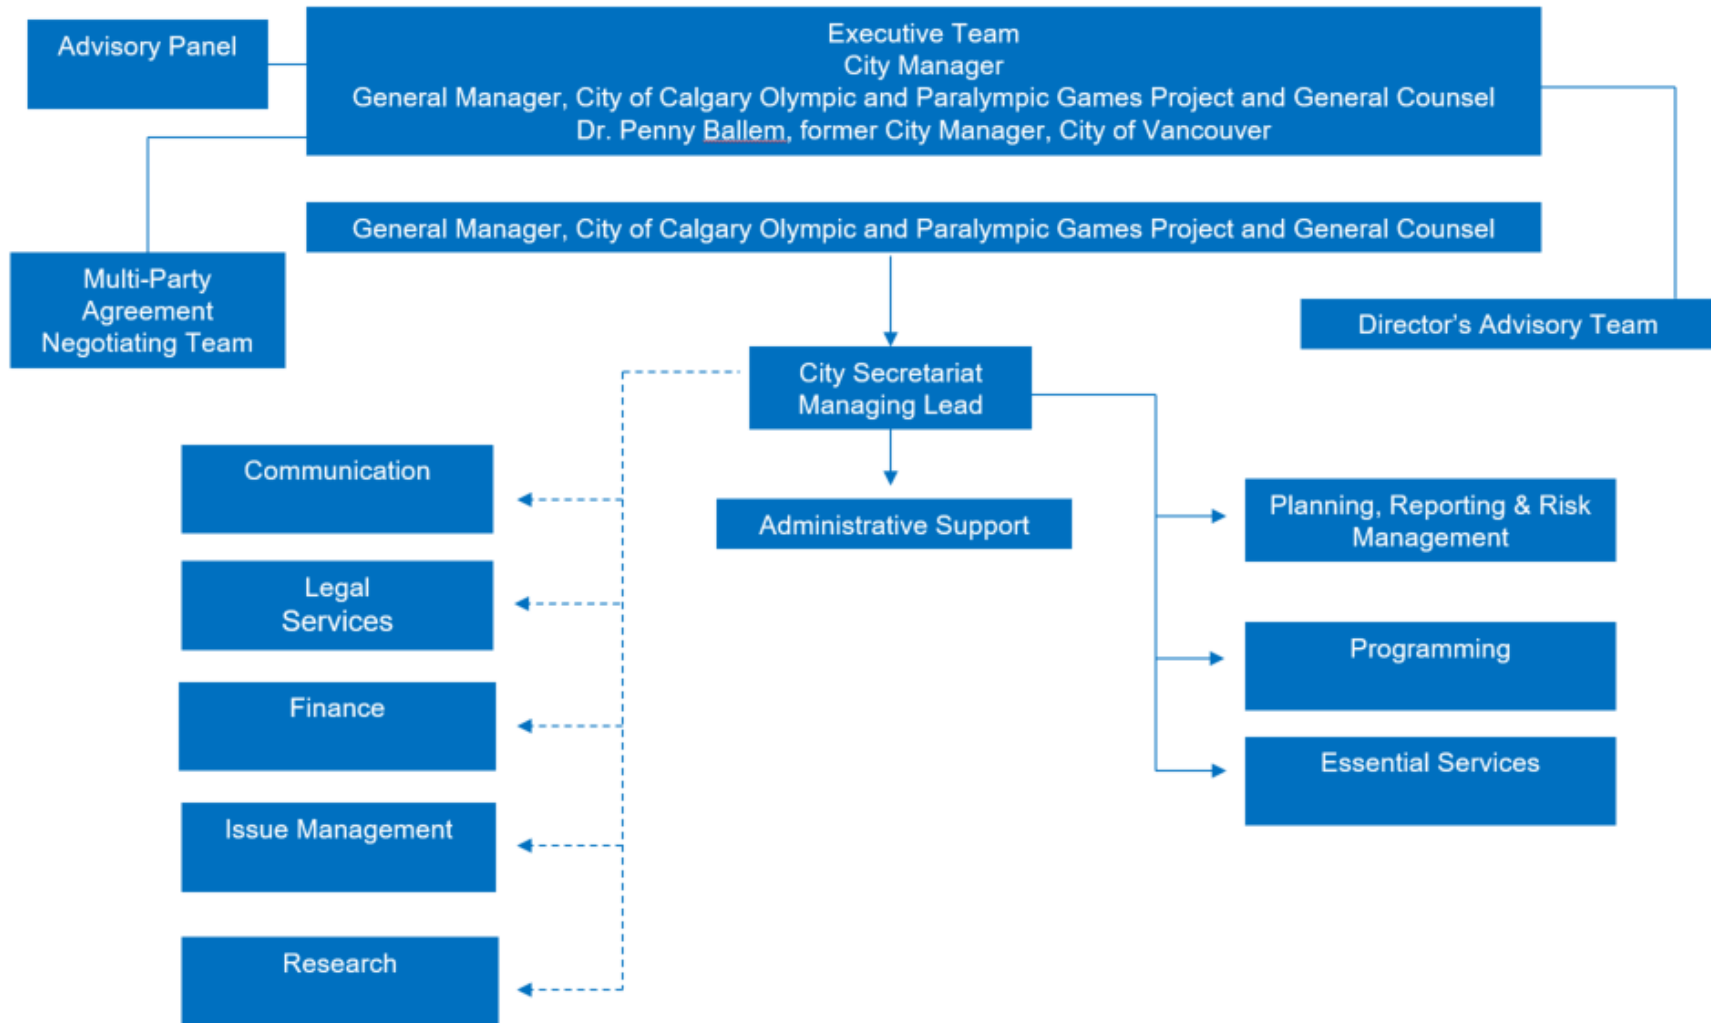 Advisory Panel
Executive Team
City Manager
General Manager, City of Calgary Olympic and Paralympic Games Project and General Counsel
Dr. Penny Ballem, former City Manager, City of Vancouver
General Manager, City of Calgary Olympic and Paralympic Games Project and General Counsel
Multi-Party
Agreement
Negotiating Team
Director’s Advisory Team
City Secretariat
Managing Lead
Communication
Legal
Services
Finance
Issue Management
Research
Administrative Support
Planning, Reporting & Risk
Management
Programming
Essential Services